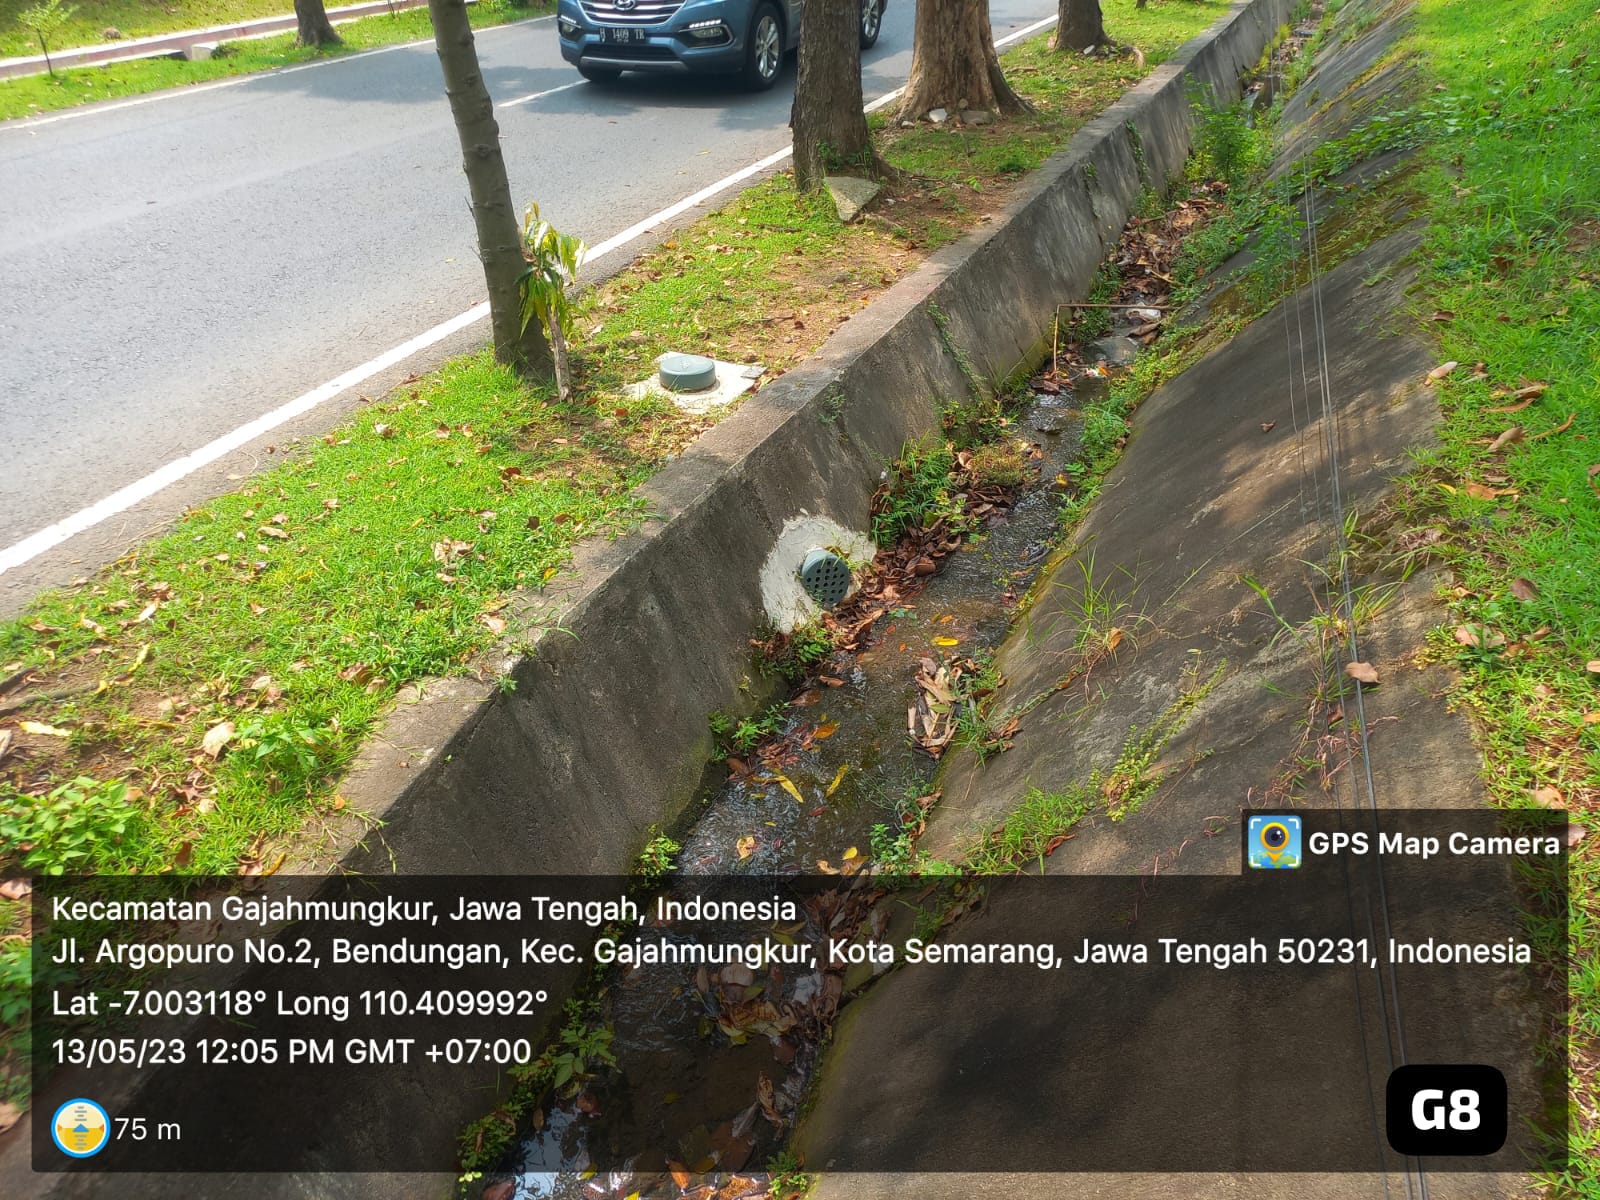 H 1409 TR
GPS Map Camera
Kecamatan Gajahmungkur, Jawa Tengah, Indonesia
Jl. Argopuro No.2, Bendungan, Kec. Gajahmungkur, Kota Semarang, Jawa Tengah 50231, Indonesia
Lat -7.003118° Long 110.409992°
13/05/23 12:05 PM GMT +07:00
75 m
G8